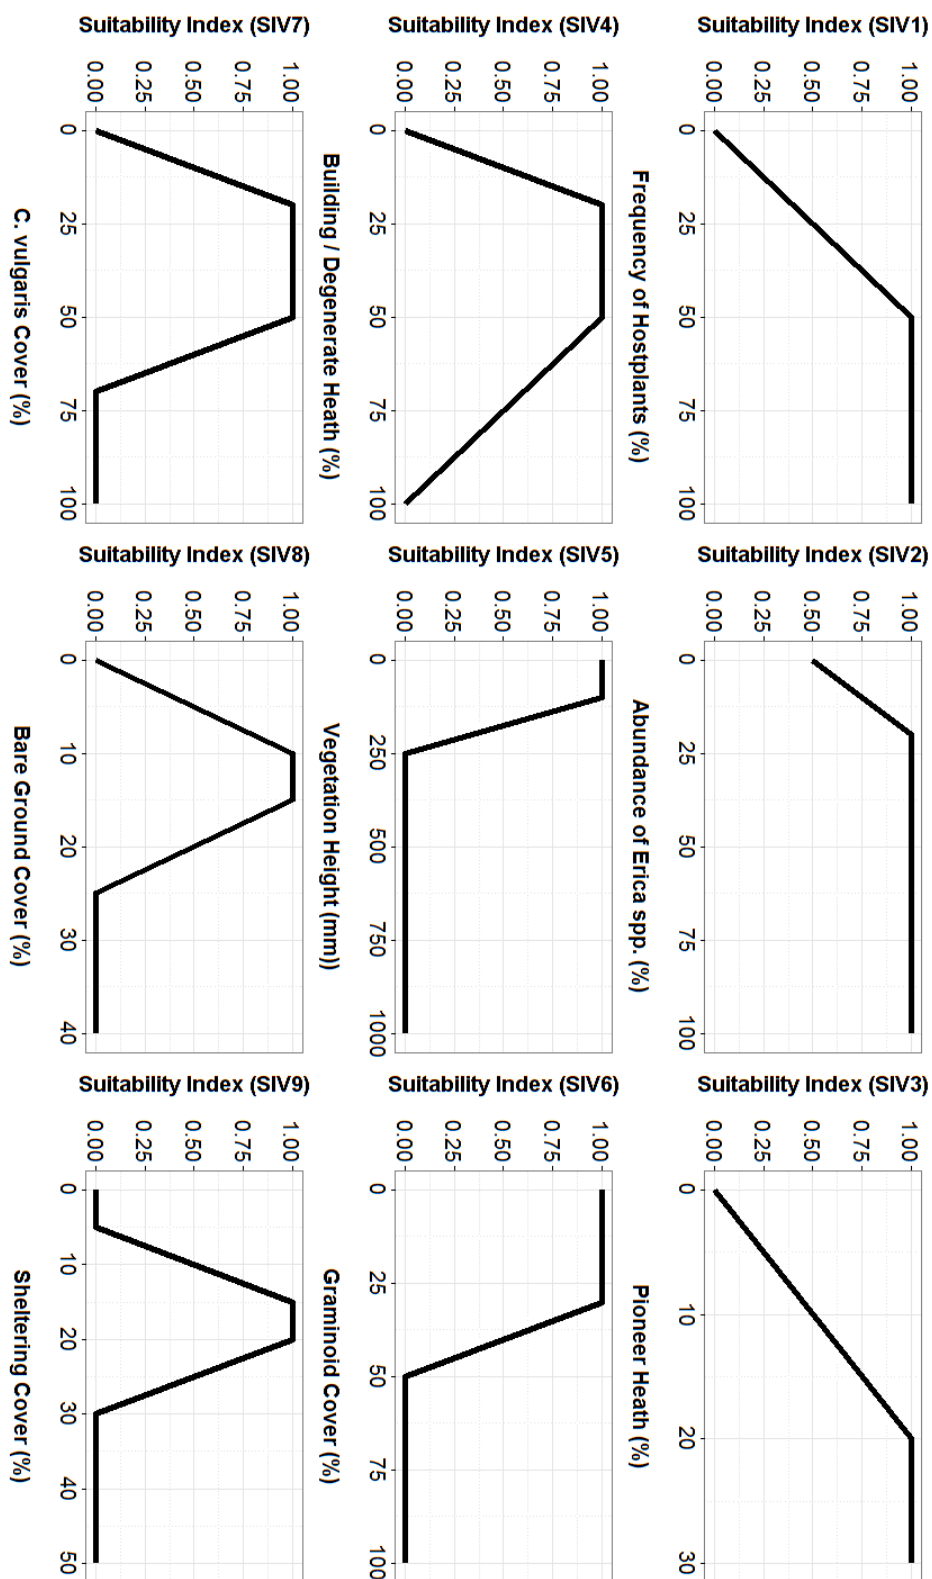 Suitability Index (SIV1)
0.00 0.25 0.50 0.75 1.00
0 25 50 75 100
Frequency of Hostplants (%)
Suitability Index (SIV2)
0.00 0.25 0.50 0.75 1.00
0 25 50 75 100
Abundance of Erica spp. (%)
Suitability Index (SIV3)
0.00 0.25 0.50 0.75 1.00
0 10 20 30
Pioneer Heath (%)
Suitability Index (SIV4)
0.00 0.25 0.50 0.75 1.00
0 25 50 75 100
Building / Degenerate Heath (%)
Suitability Index (SIV5)
0.00 0.25 0.50 0.75 1.00
0 250 500 750 1000
Vegetation Height (mm))
Suitability Index (SIV6)
0.00 0.25 0.50 0.75 1.00
0 25 50 75 100
Graminoid Cover (%)
Suitability Index (SIV7)
0.00 0.25 0.50 0.75 1.00
0 25 50 75 100
C. vulgaris Cover (%)
Suitability Index (SIV8)
0.00 0.25 0.50 0.75 1.00
0 10 20 30 40
Bare Ground Cover (%)
Suitability Index (SIV9)
0.00 0.25 0.50 0.75 1.00
0 10 20 30 40 50
Sheltering Cover (%)